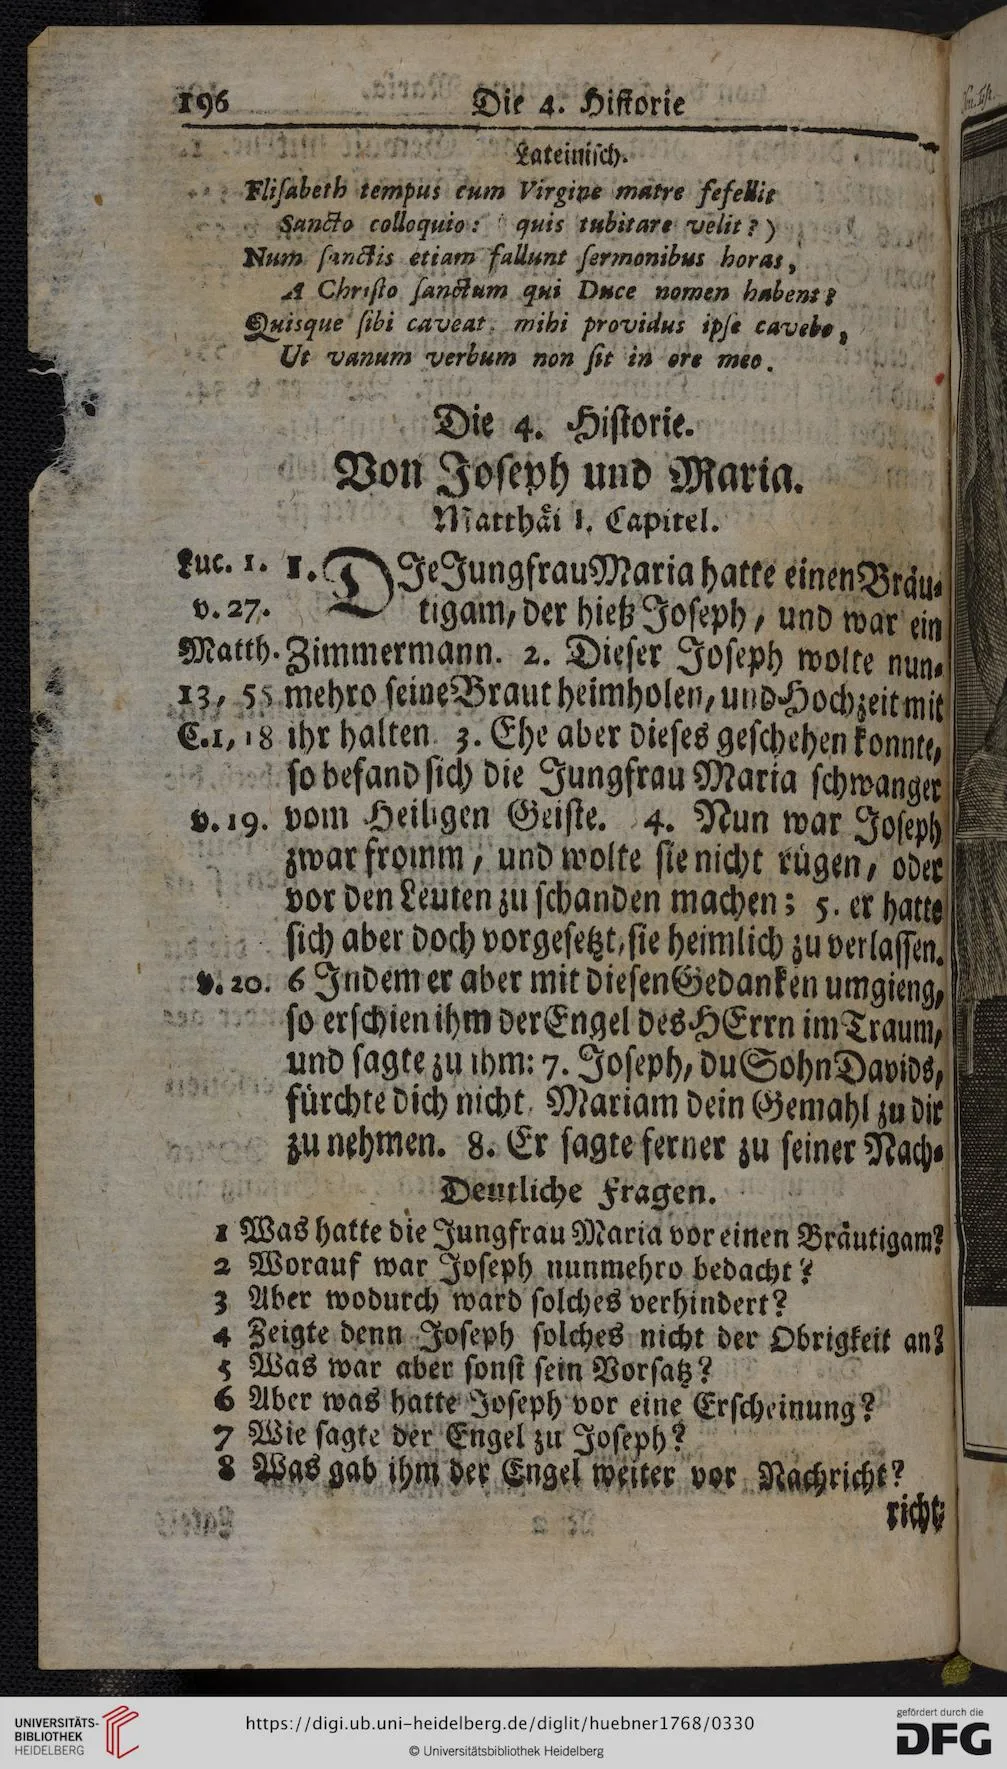 196 Die 4. Historie
Lateinisch.
Elisabeth tempus cum Virgine matre fefellit
Sancto colloquio: quis tubitare velit?)
Num sanctis etiam fallunt sermonibus horas,
A Christo sanctum qui Duce nomen habent?
Quisque sibi caveat. mihi providus ipse cavebo,
Ut vanum verbum non sit in ore meo.
Die 4. Historie.
Von Joseph und Maria.
Matthäi 1. Capitel.
Luc. 1. 1. DJe Jungfrau Maria hatte einen Bräu-
v. 27. tigam, der hieß Joseph, und war ein
Matth. Zimmermann. 2. Dieser Joseph wolte nun-
13, 55 mehro seine Braut heimholen, und Hochzeit mit
C.1, 18 ihr halten 3. Ehe aber dieses geschehen konnte,
so befand sich die Jungfrau Maria schwanger
v. 19. vom Heiligen Geiste. 4. Nun war Joseph
zwar fromm, und wolte sie nicht rügen, oder
vor den Leuten zu schanden machen; 5. er hatte
sich aber doch vorgesetzt, sie heimlich zu verlassen.
v. 20. 6 Indem er aber mit diesen Gedanken umgieng,
so erschien ihm der Engel des HErrn im Traum,
und sagte zu ihm: 7. Joseph, du Sohn Davids,
fürchte dich nicht, Mariam dein Gemahl zu dir
zu nehmen. 8. Er sagte ferner zu seiner Nach-
Deutliche Fragen.
1 Was hatte die Jungfrau Maria vor einen Bräutigam?
2 Worauf war Joseph nunmehro bedacht?
3 Aber wodurch ward solches verhindert?
4 Zeigte denn Joseph solches nicht der Obrigkeit an?
5 Was war aber sonst sein Vorsatz?
6 Aber was hatte Joseph vor eine Erscheinung?
7 Wie sagte der Engel zu Joseph?
8 Was gab ihm der Engel weiter vor Nachricht?
richt:
UNIVERSITÄTS-
BIBLIOTHEK
HEIDELBERG
https://digi.ub.uni-heidelberg.de/diglit/huebner1768/0330
© Universitätsbibliothek Heidelberg
gefördert durch die
DFG